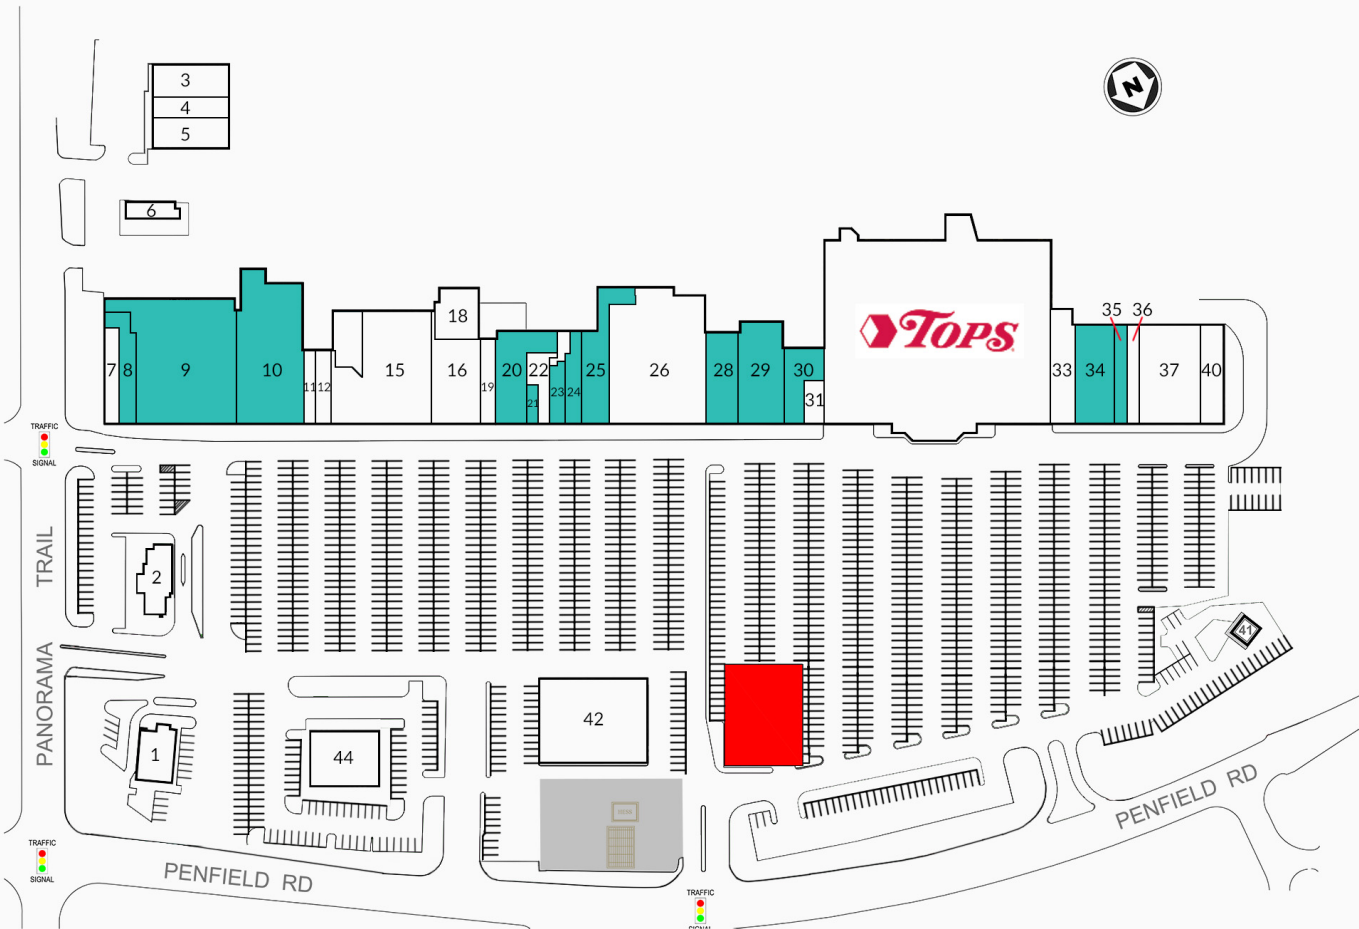 N
3
4
5
6
TOPS
35 36
18
7 8 9 10 11 12 15 16 19 20 22 21 23 24 25 26 28 29 30 31 33 34 37 40
TRAFFIC
SIGNAL
PANORAMA TRAIL
2
41
1
44
42
PENFIELD RD
TRAFFIC
SIGNAL
PENFIELD RD
TRAFFIC
SIGNAL